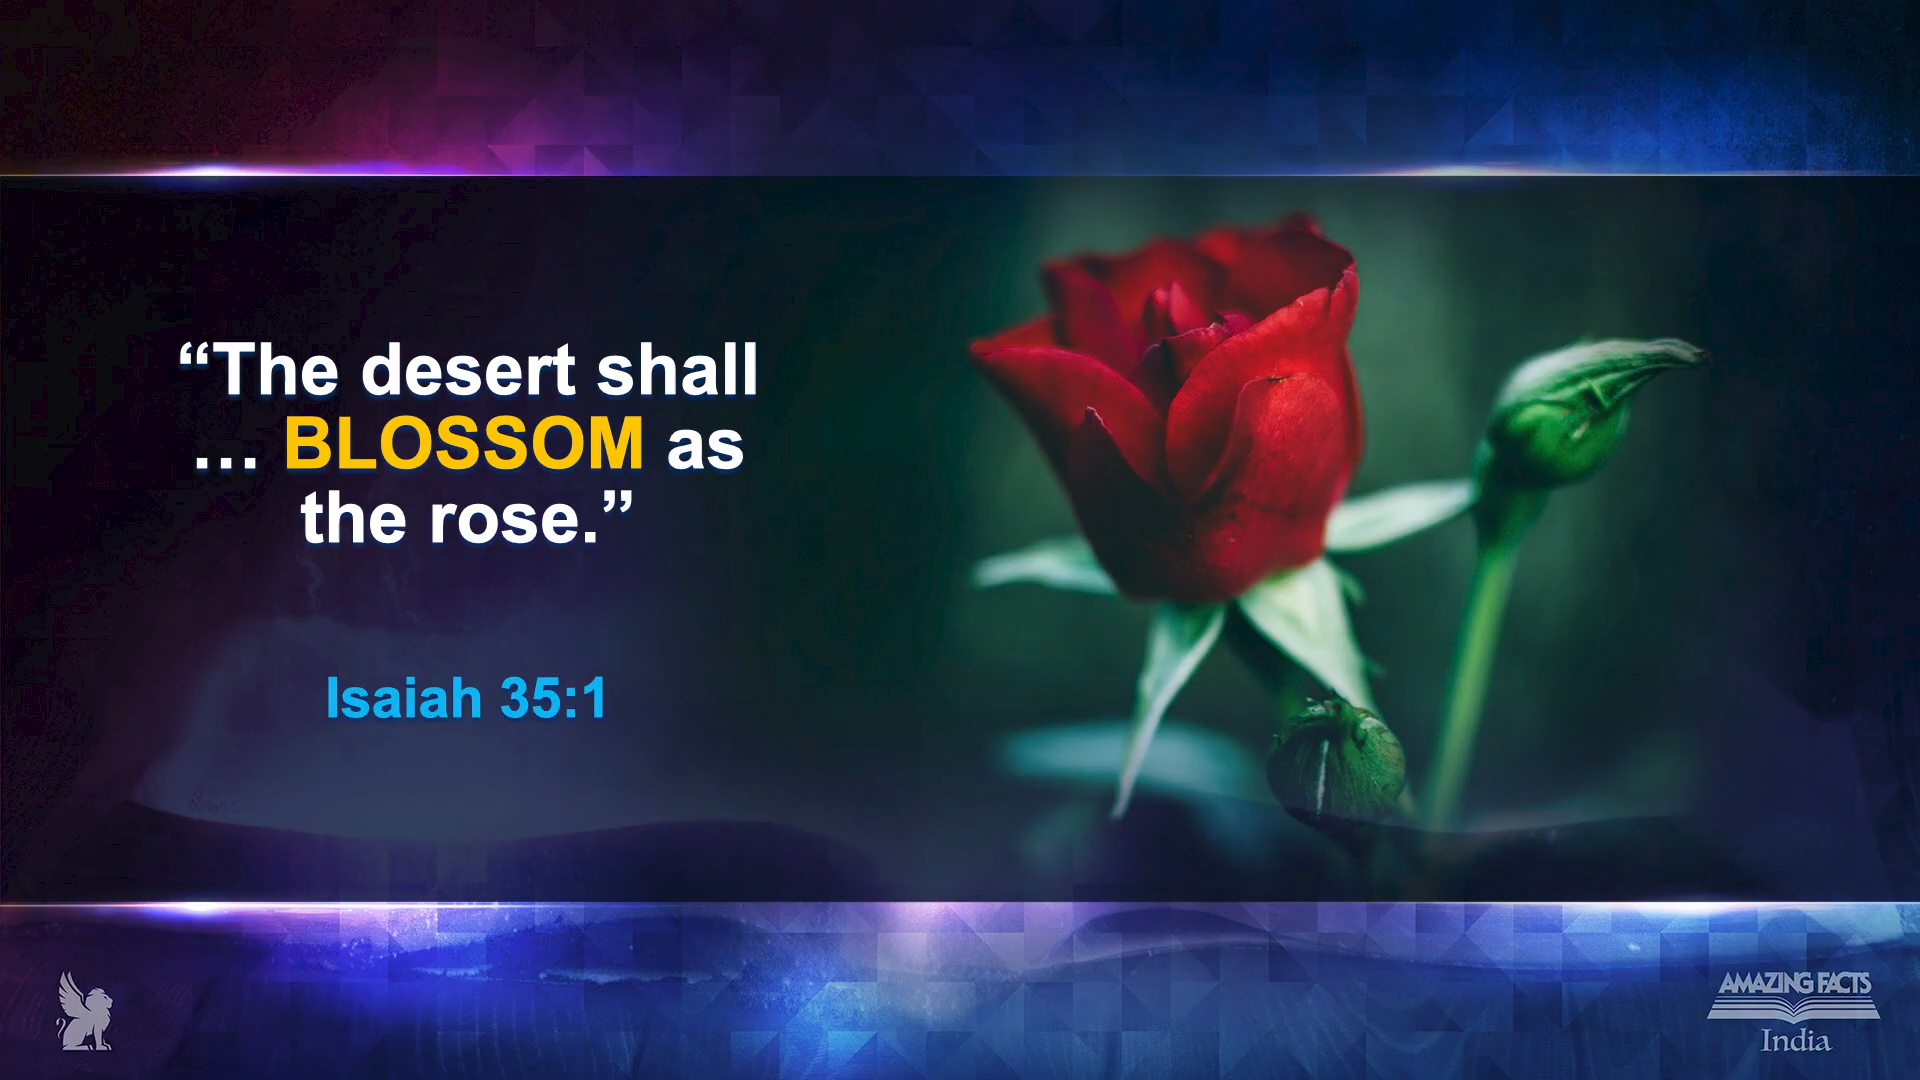 “The desert shall
… BLOSSOM as
the rose.”
Isaiah 35:1
AMAZING FACTS
India